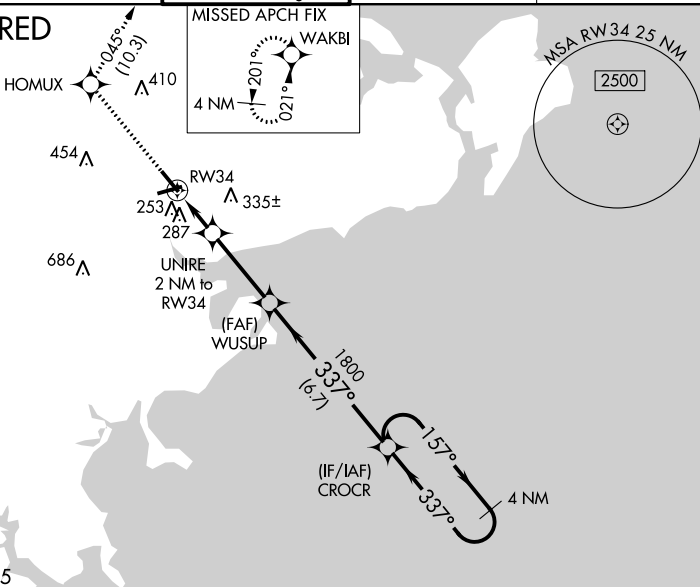 RED
045°
(10.3)
HOMUX
410
MISSED APCH FIX
WAKBI
201°
4 NM
021°
MSA RW34 25 NM
2500
454
RW34
253
335±
287
686
UNIRE
2 NM to
RW34
(FAF)
WUSUP
1800
337°
(6.7)
157°
(IF/IAF)
CROCR
337°
4 NM
5